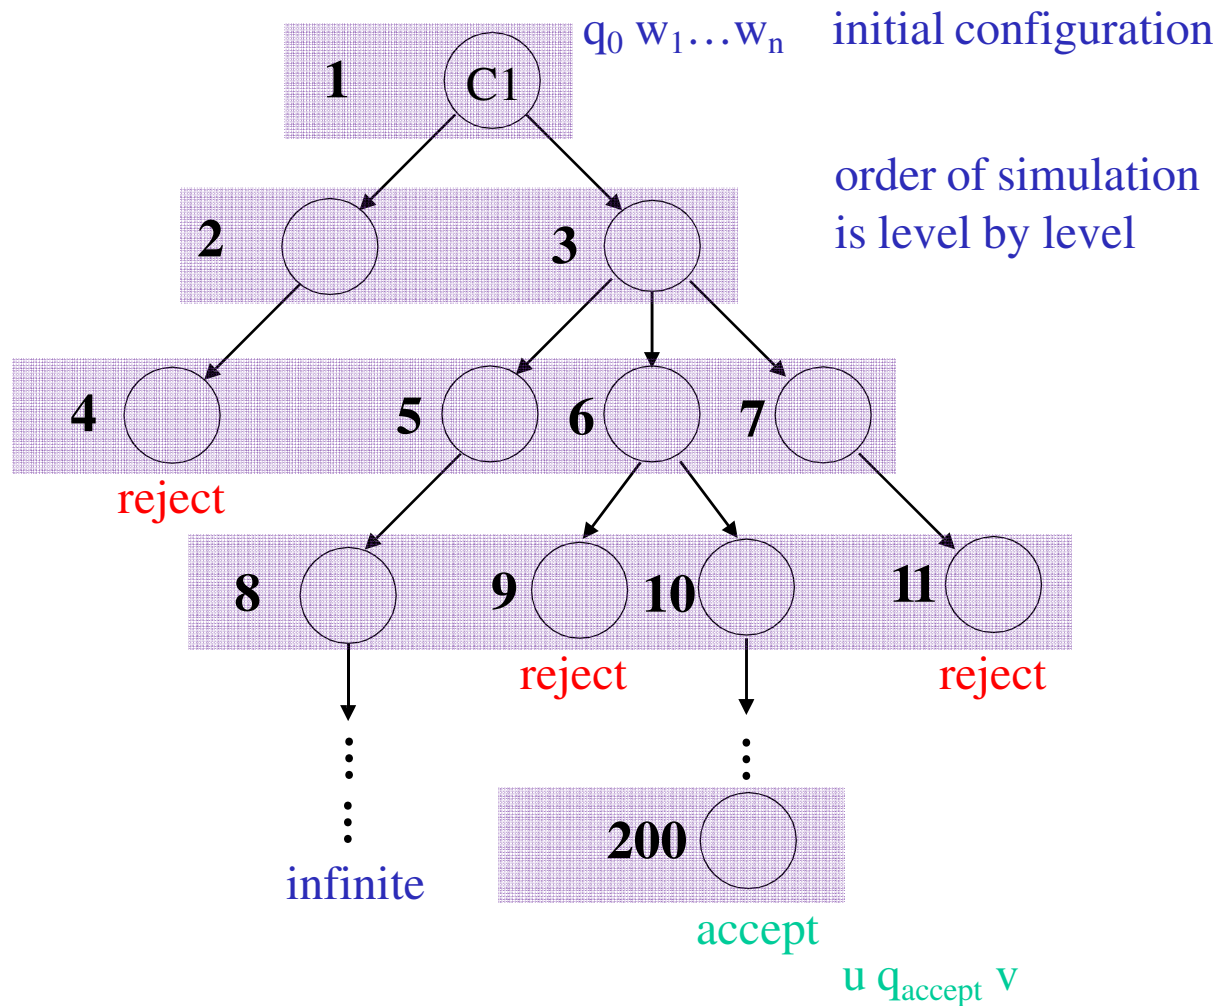 q₀ w₁…wₙ initial configuration
1 C1
order of simulation
is level by level
2 3
4 5 6 7
reject
8 9 10 11
reject reject
200
infinite
accept
u q_accept v